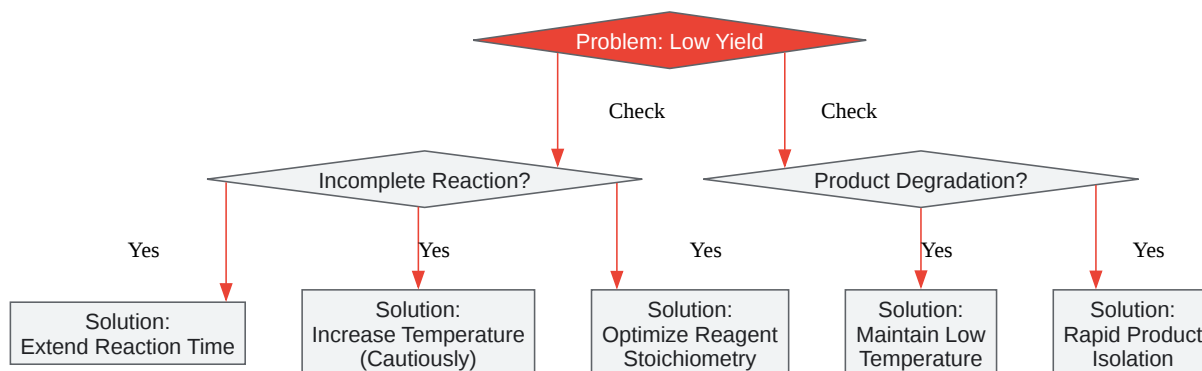 Problem: Low Yield
Check
Check
Incomplete Reaction?
Product Degradation?
Yes
Yes
Yes
Yes
Yes
Solution:
Extend Reaction Time
Solution:
Increase Temperature
(Cautiously)
Solution:
Optimize Reagent
Stoichiometry
Solution:
Maintain Low
Temperature
Solution:
Rapid Product
Isolation